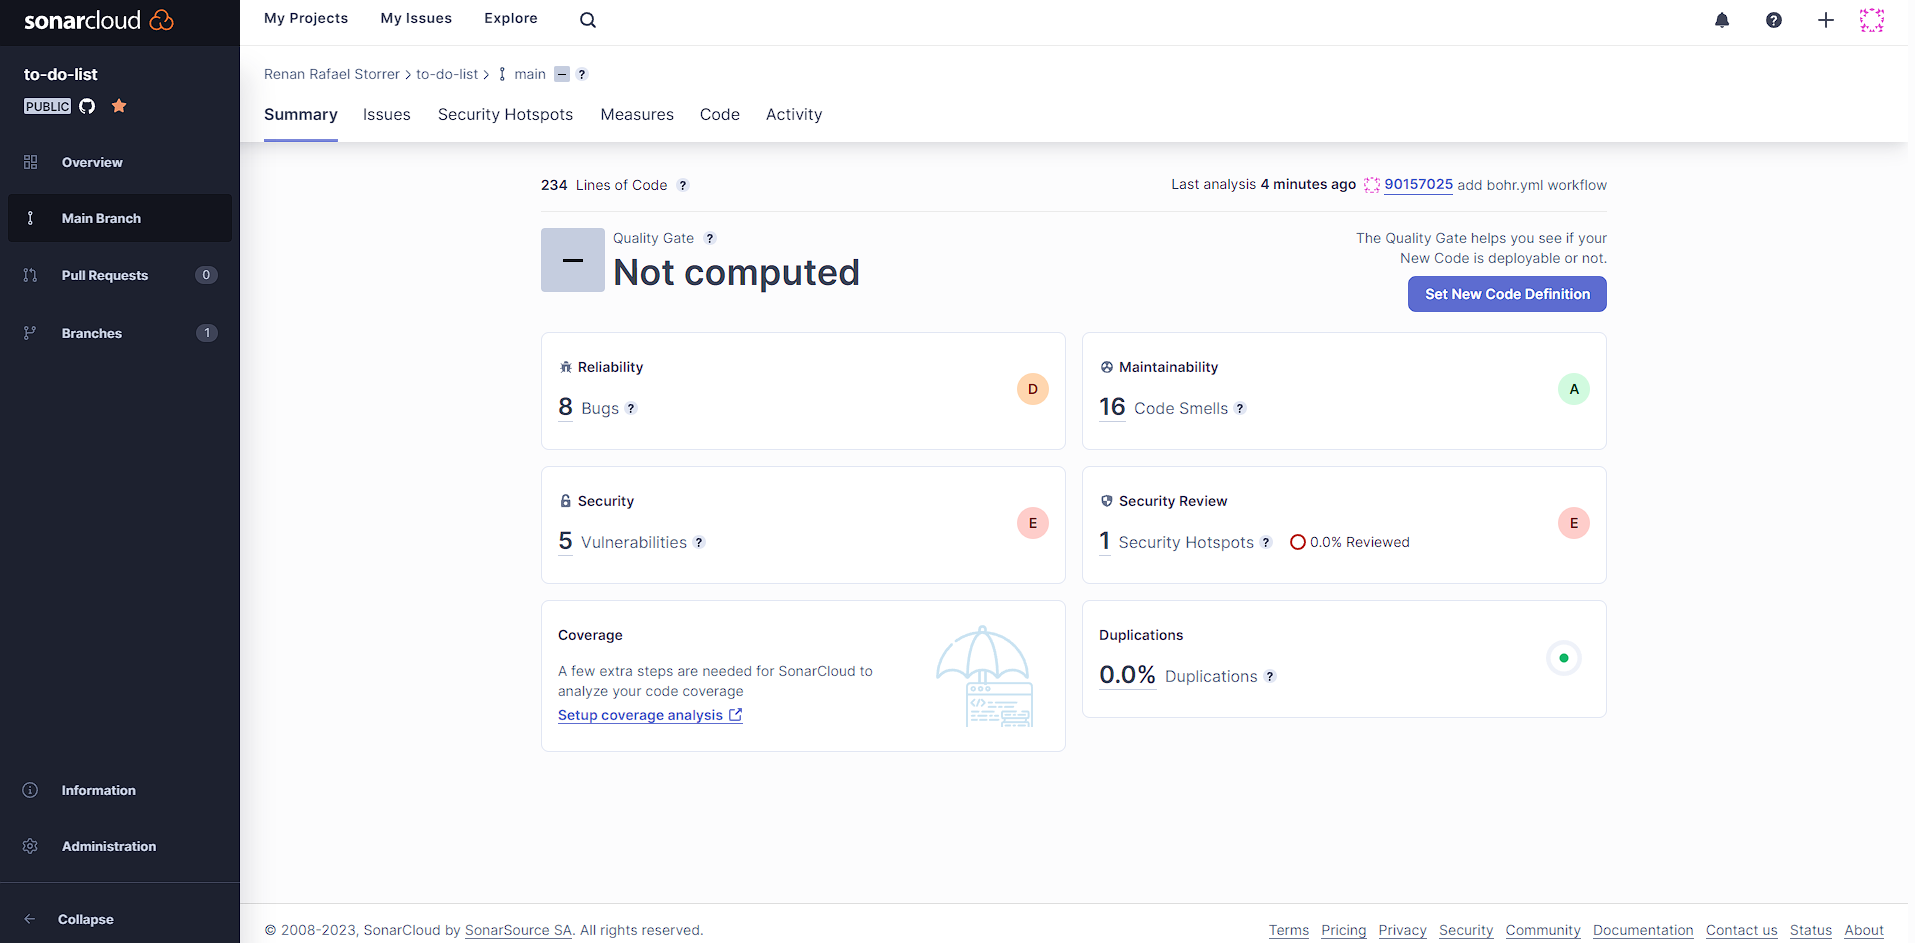 sonarcloud
My Projects My Issues Explore
to-do-list
PUBLIC
Overview
Main Branch
Pull Requests 0
Branches 1
Information
Administration
Collapse
Renan Rafael Storrer > to-do-list > main – ?
Summary Issues Security Hotspots Measures Code Activity
234 Lines of Code ?
Last analysis 4 minutes ago 90157025 add bohr.yml workflow
Quality Gate ?
Not computed
The Quality Gate helps you see if your
New Code is deployable or not.
Set New Code Definition
Reliability
8 Bugs ?
D
Maintainability
16 Code Smells ?
A
Security
5 Vulnerabilities ?
E
Security Review
1 Security Hotspots ? 0.0% Reviewed
E
Coverage
A few extra steps are needed for SonarCloud to
analyze your code coverage
Setup coverage analysis
Duplications
0.0% Duplications ?
© 2008-2023, SonarCloud by SonarSource SA. All rights reserved.
Terms Pricing Privacy Security Community Documentation Contact us Status About